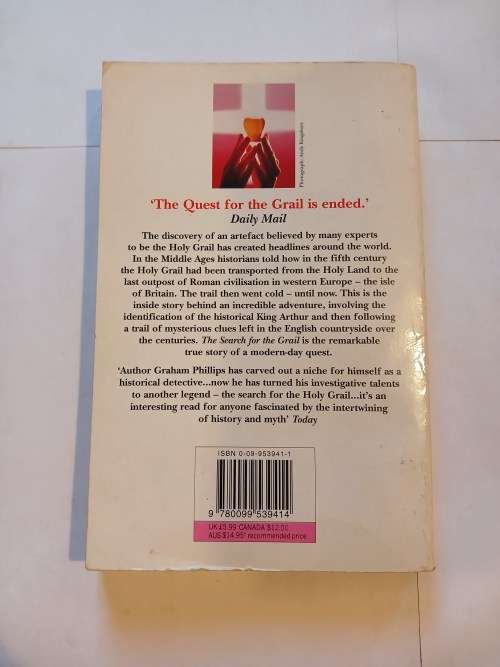 Photograph: Andy Kingsbury
‘The Quest for the Grail is ended.’
Daily Mail
The discovery of an artefact believed by many experts
to be the Holy Grail has created headlines around the world.
In the Middle Ages historians told how in the fifth century
the Holy Grail had been transported from the Holy Land to the
last outpost of Roman civilisation in western Europe – the isle
of Britain. The trail then went cold – until now. This is the
inside story behind an incredible adventure, involving the
identification of the historical King Arthur and then following
a trail of mysterious clues left in the English countryside over
the centuries. The Search for the Grail is the remarkable
true story of a modern-day quest.
‘Author Graham Phillips has carved out a niche for himself as a
historical detective...now he has turned his investigative talents
to another legend – the search for the Holy Grail...it’s an
interesting read for anyone fascinated by the intertwining
of history and myth’ Today
ISBN 0-09-953941-1
9 780099 539414
UK £5.99 CANADA $12.00
AUS $14.95* recommended price